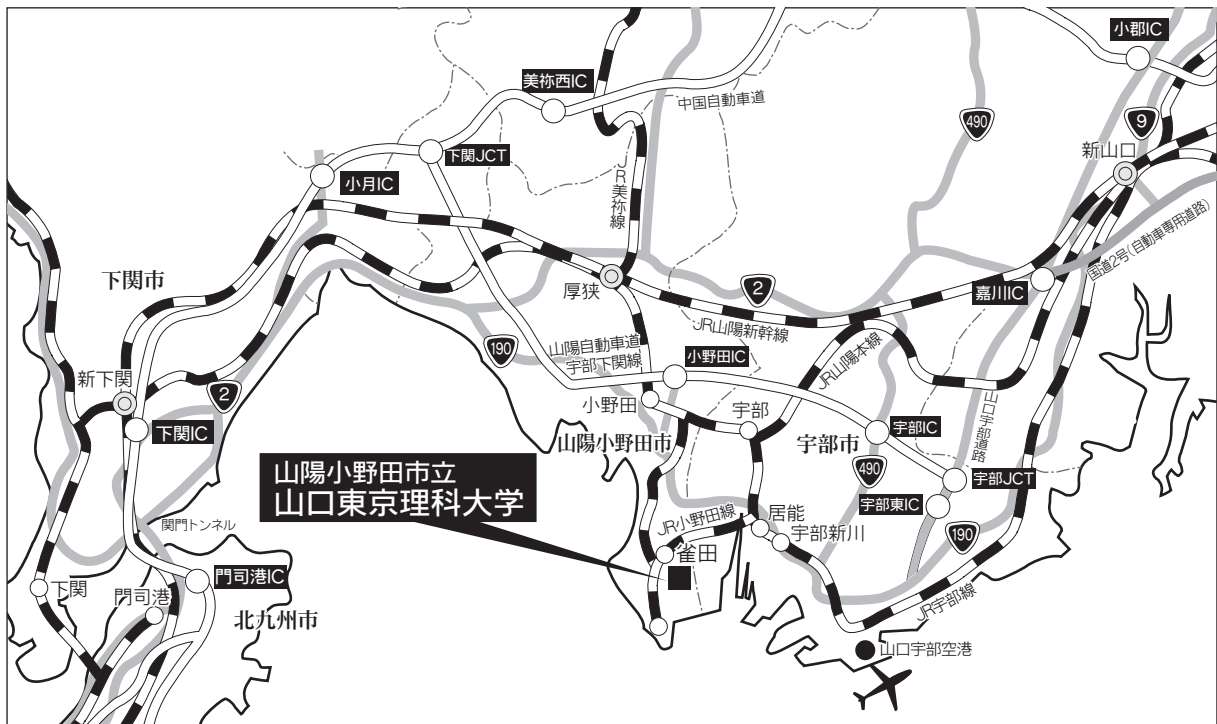 小郡IC
美祢西IC
中国自動車道
490
9
新山口
下関JCT
小月IC
JR美祢線
国道2号(自動車専用道路)
下関市
厚狭
2
嘉川IC
JR山陽新幹線
190
山陽自動車道
宇部下関線
小野田IC
JR山陽本線
新下関
2
小野田
宇部
山口宇部道路
下関IC
山陽小野田市
宇部市
宇部IC
490
宇部JCT
山陽小野田市立
山口東京理科大学
宇部東IC
関門トンネル
JR小野田線
居能
宇部新川
190
雀田
下関
門司港IC
門司港
北九州市
JR宇部線
山口宇部空港